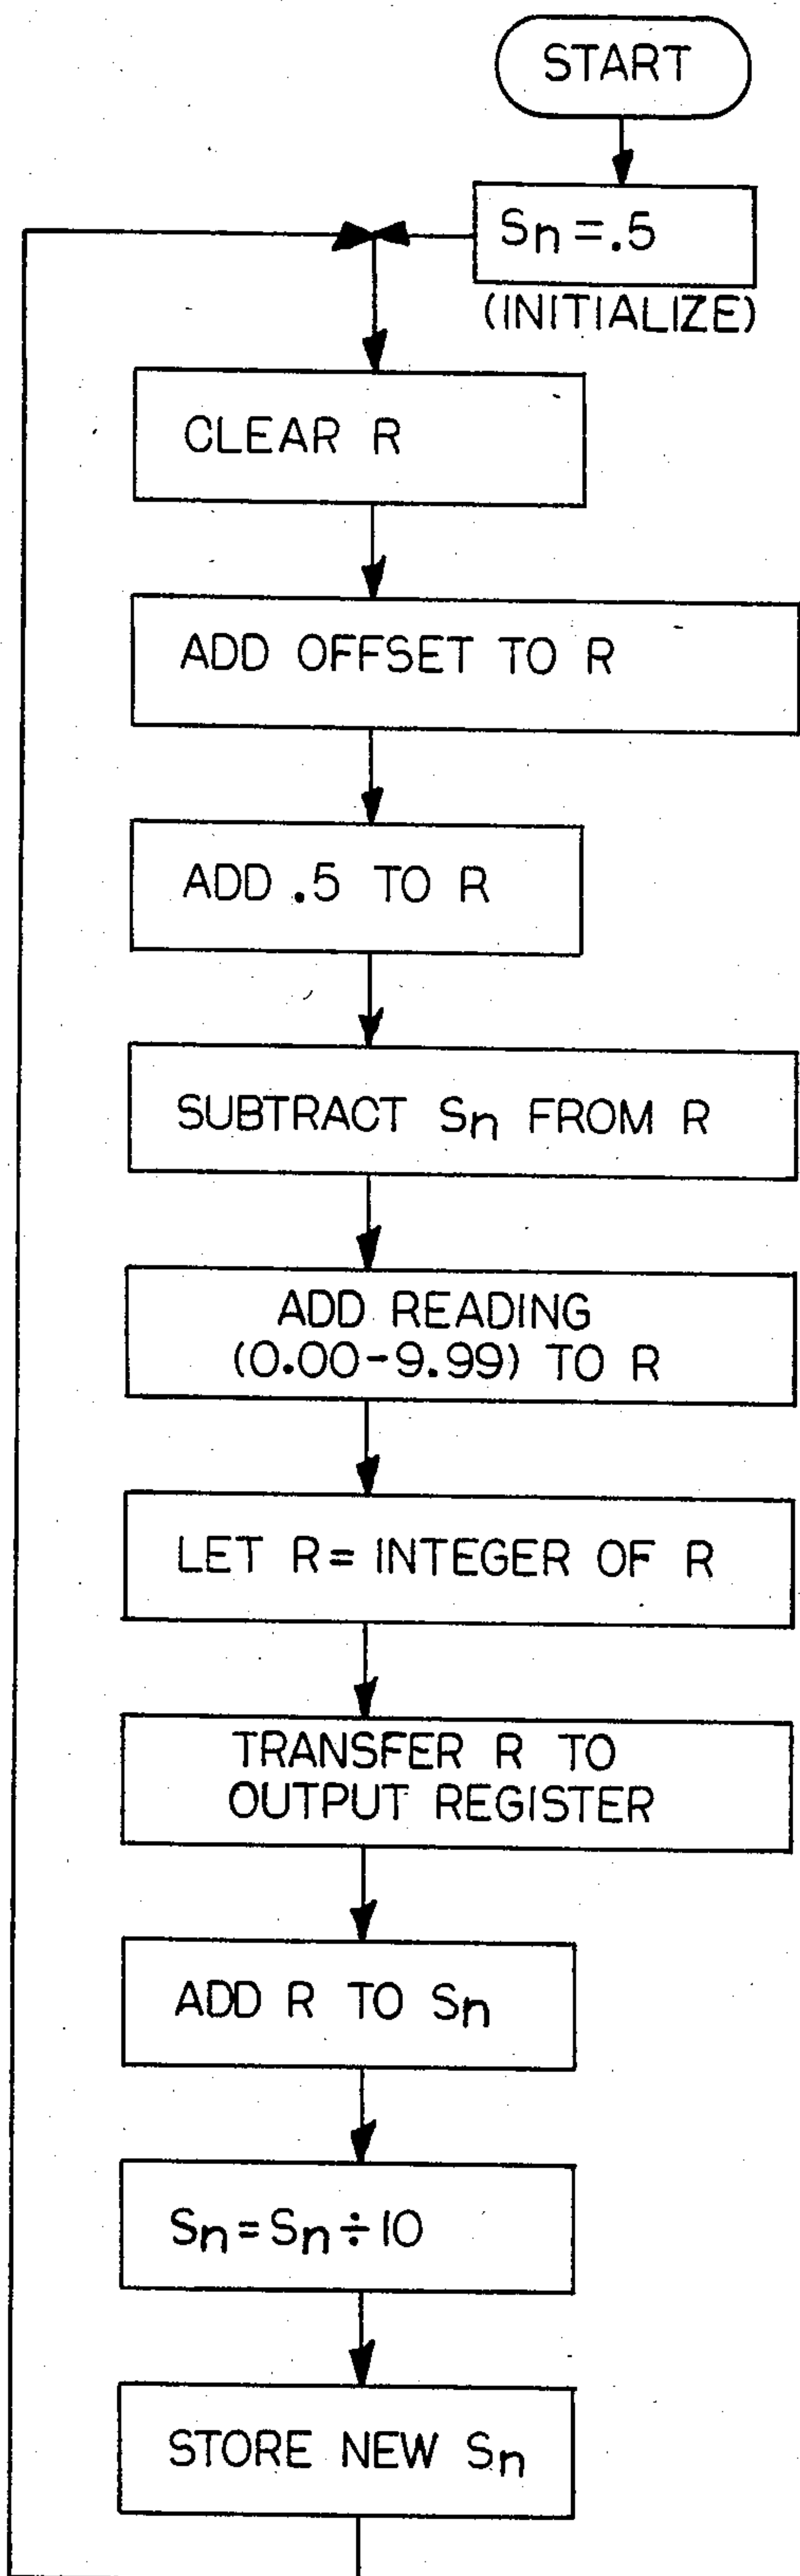 START
Sn = .5
(INITIALIZE)
CLEAR R
ADD OFFSET TO R
ADD .5 TO R
SUBTRACT Sn FROM R
ADD READING
(0.00-9.99) TO R
LET R = INTEGER OF R
TRANSFER R TO
OUTPUT REGISTER
ADD R TO Sn
Sn = Sn ÷ 10
STORE NEW Sn